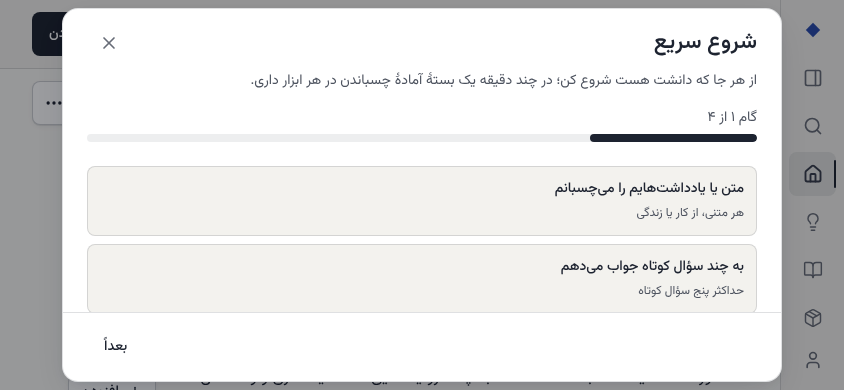 شروع سریع
از هر جا که دانشت هست شروع کن؛ در چند دقیقه یک بستهٔ آمادهٔ چسباندن در هر ابزار داری.
گام ۱ از ۴
متن یا یادداشت‌هایم را می‌چسبانم
هر متنی، از کار یا زندگی
به چند سؤال کوتاه جواب می‌دهم
حداکثر پنج سؤال کوتاه
بعداً